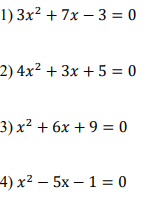 1) 3x² + 7x – 3 = 0
2) 4x² + 3x + 5 = 0
3) x² + 6x + 9 = 0
4) x² – 5x – 1 = 0